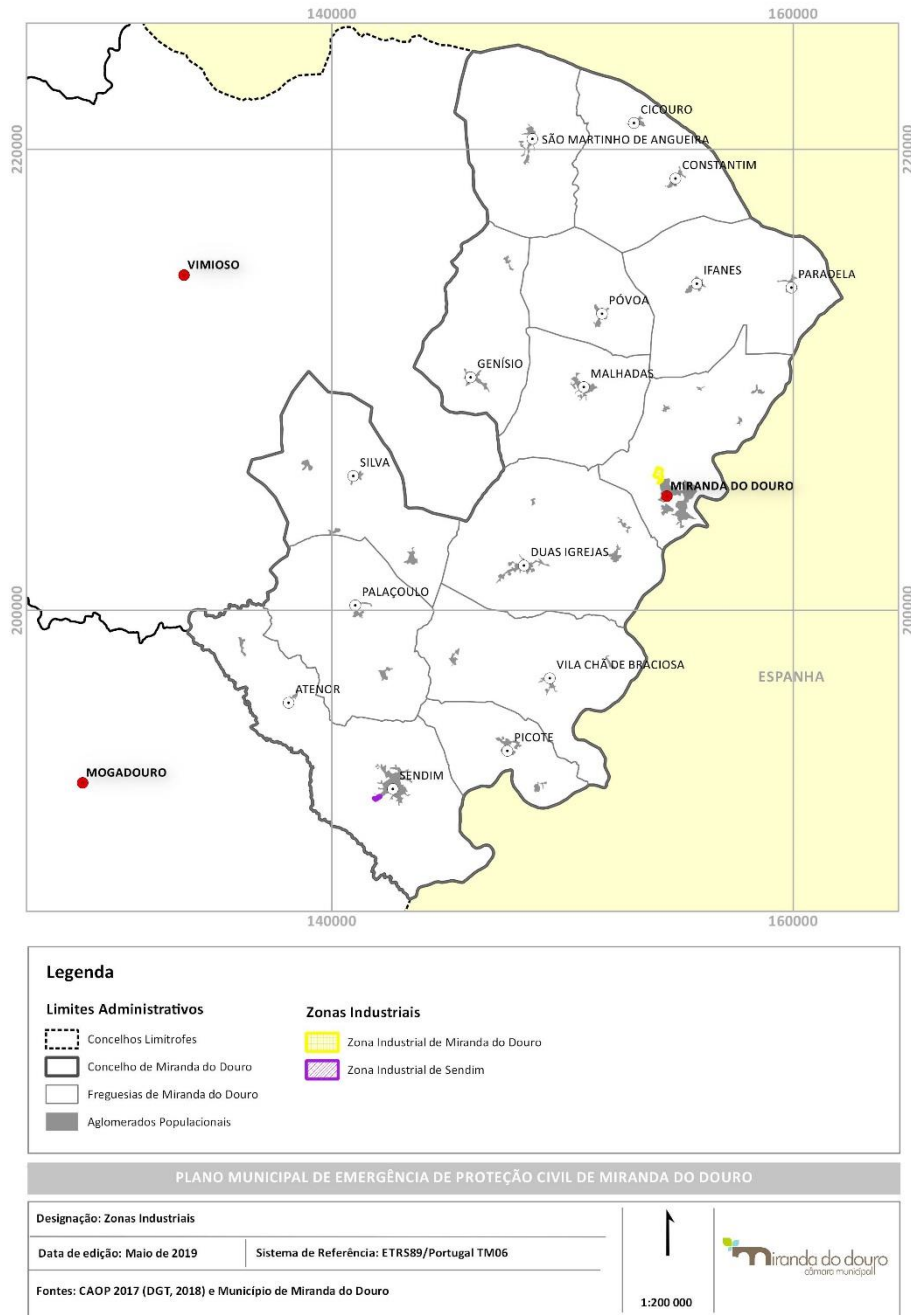 140000
160000
CICOURO
SÃO MARTINHO DE ANGUEIRA
220000
220000
CONSTANTIM
VIMIOSO
IFANES
PARADELA
PÓVOA
GENÍSIO
MALHADAS
SILVA
MIRANDA DO DOURO
DUAS IGREJAS
PALAÇOULO
200000
200000
VILA CHÃ DE BRACIOSA
ESPANHA
ATENOR
PICOTE
MOGADOURO
SENDIM
140000
160000
Legenda
Limites Administrativos
Concelhos Limítrofes
Concelho de Miranda do Douro
Freguesias de Miranda do Douro
Aglomerados Populacionais
Zonas Industriais
Zona Industrial de Miranda do Douro
Zona Industrial de Sendim
PLANO MUNICIPAL DE EMERGÊNCIA DE PROTEÇÃO CIVIL DE MIRANDA DO DOURO
Designação: Zonas Industriais
Data de edição: Maio de 2019
Sistema de Referência: ETRS89/Portugal TM06
Fontes: CAOP 2017 (DGT, 2018) e Município de Miranda do Douro
1:200 000
miranda do douro
câmara municipal